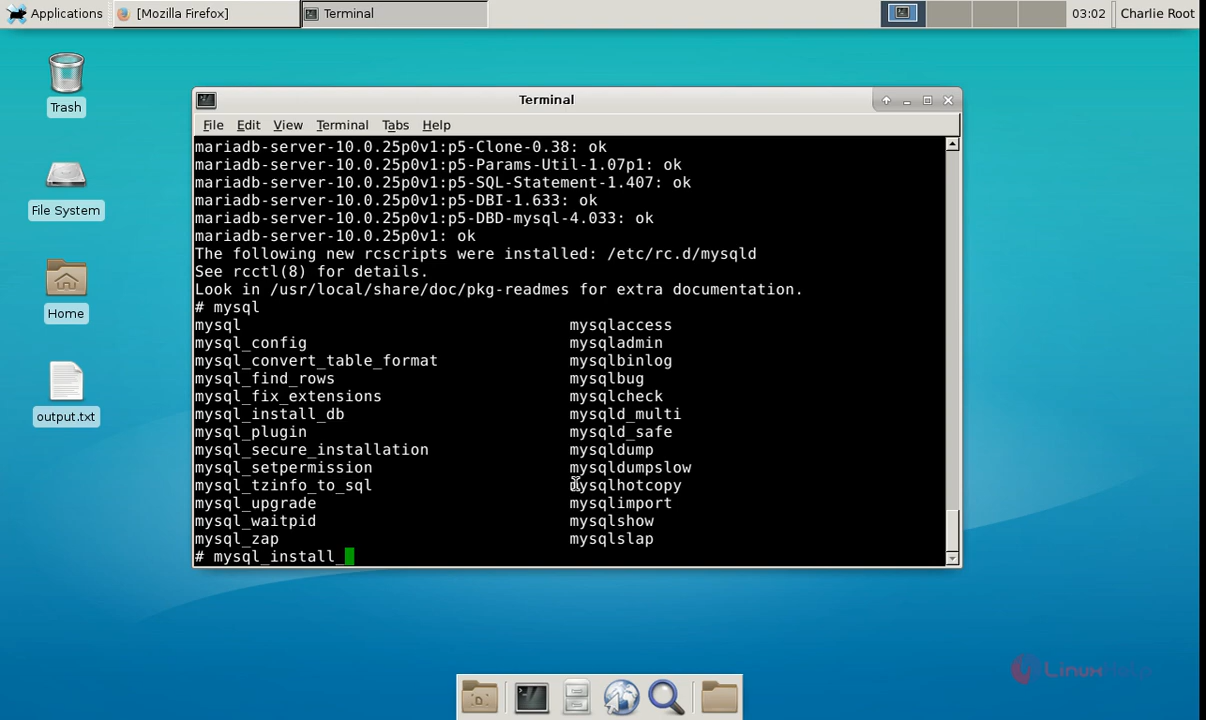 Applications
[Mozilla Firefox]
Terminal
03:02
Charlie Root
Trash
File System
Home
output.txt
Terminal
File Edit View Terminal Tabs Help
mariadb-server-10.0.25p0v1:p5-Clone-0.38: ok
mariadb-server-10.0.25p0v1:p5-Params-Util-1.07p1: ok
mariadb-server-10.0.25p0v1:p5-SQL-Statement-1.407: ok
mariadb-server-10.0.25p0v1:p5-DBI-1.633: ok
mariadb-server-10.0.25p0v1:p5-DBD-mysql-4.033: ok
mariadb-server-10.0.25p0v1: ok
The following new rcscripts were installed: /etc/rc.d/mysqld
See rcctl(8) for details.
Look in /usr/local/share/doc/pkg-readmes for extra documentation.
# mysql
mysql mysqlaccess
mysql_config mysqladmin
mysql_convert_table_format mysqlbinlog
mysql_find_rows mysqlbug
mysql_fix_extensions mysqlcheck
mysql_install_db mysqld_multi
mysql_plugin mysqld_safe
mysql_secure_installation mysqldump
mysql_setpermission mysqldumpslow
mysql_tzinfo_to_sql mysqlhotcopy
mysql_upgrade mysqlimport
mysql_waitpid mysqlshow
mysql_zap mysqlslap
# mysql_install_